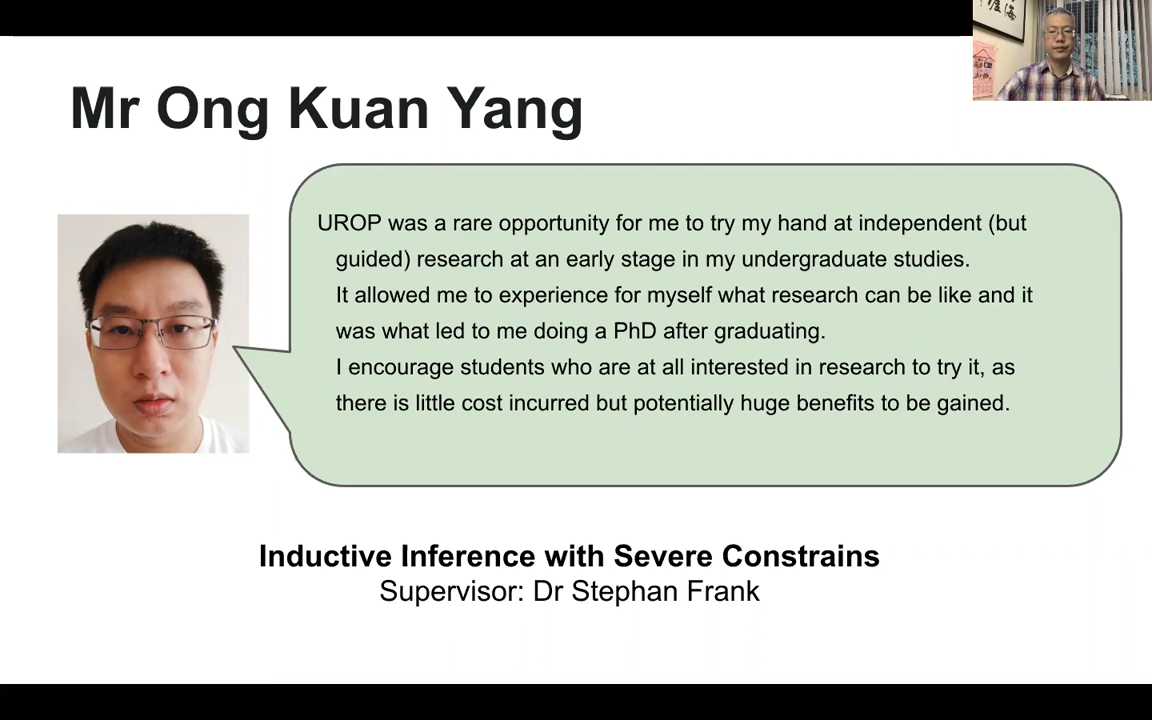 Mr Ong Kuan Yang
UROP was a rare opportunity for me to try my hand at independent (but
guided) research at an early stage in my undergraduate studies.
It allowed me to experience for myself what research can be like and it
was what led to me doing a PhD after graduating.
I encourage students who are at all interested in research to try it, as
there is little cost incurred but potentially huge benefits to be gained.
Inductive Inference with Severe Constrains
Supervisor: Dr Stephan Frank